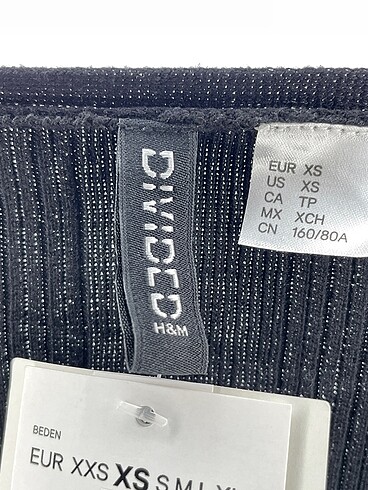 DIVIDED
H&M
EUR XS
US XS
CA TP
MX XCH
CN 160/80A
BEDEN
EUR XXS XS S M L